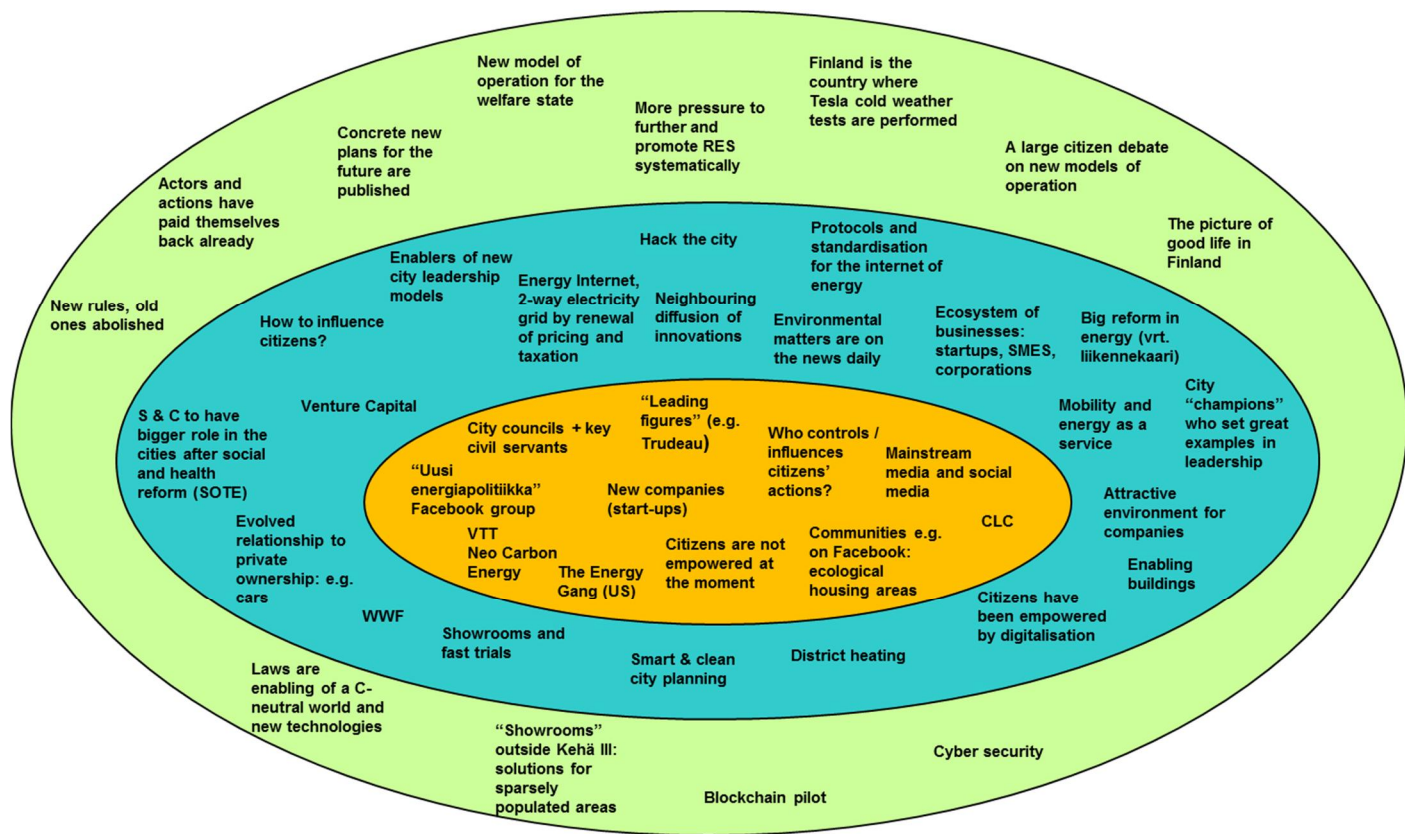 New model of
operation for the
welfare state
Finland is the
country where
Tesla cold weather
tests are performed
More pressure to
further and
promote RES
systematically
Concrete new
plans for the
future are
published
A large citizen debate
on new models of
operation
Actors and
actions have
paid themselves
back already
The picture of
good life in
Finland
New rules, old
ones abolished
Hack the city
Protocols and
standardisation
for the internet of
energy
Enablers of new
city leadership
models
Energy Internet,
2-way electricity
grid by renewal
of pricing and
taxation
Neighbouring
diffusion of
innovations
Environmental
matters are on
the news daily
Ecosystem of
businesses:
startups, SMES,
corporations
Big reform in
energy (vrt.
liikennekaari)
How to influence
citizens?
Venture Capital
S & C to have
bigger role in the
cities after social
and health
reform (SOTE)
Mobility and
energy as a
service
City
“champions”
who set great
examples in
leadership
City councils + key
civil servants
“Leading
figures” (e.g.
Trudeau)
Who controls /
influences
citizens’
actions?
Mainstream
media and social
media
“Uusi
energiapolitiikka”
Facebook group
New companies
(start-ups)
CLC
VTT
Neo Carbon
Energy
The Energy
Gang (US)
Citizens are not
empowered at
the moment
Communities e.g.
on Facebook:
ecological
housing areas
Attractive
environment for
companies
Evolved
relationship to
private
ownership: e.g.
cars
Enabling
buildings
WWF
Citizens have
been empowered
by digitalisation
Showrooms and
fast trials
Smart & clean
city planning
District heating
Laws are
enabling of a C-
neutral world and
new technologies
“Showrooms”
outside Kehä III:
solutions for
sparsely
populated areas
Cyber security
Blockchain pilot